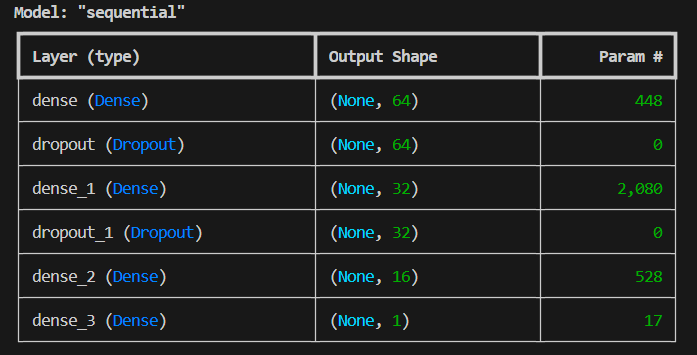 Model: "sequential"
Layer (type) Output Shape Param #
dense (Dense) (None, 64) 448
dropout (Dropout) (None, 64) 0
dense_1 (Dense) (None, 32) 2,080
dropout_1 (Dropout) (None, 32) 0
dense_2 (Dense) (None, 16) 528
dense_3 (Dense) (None, 1) 17